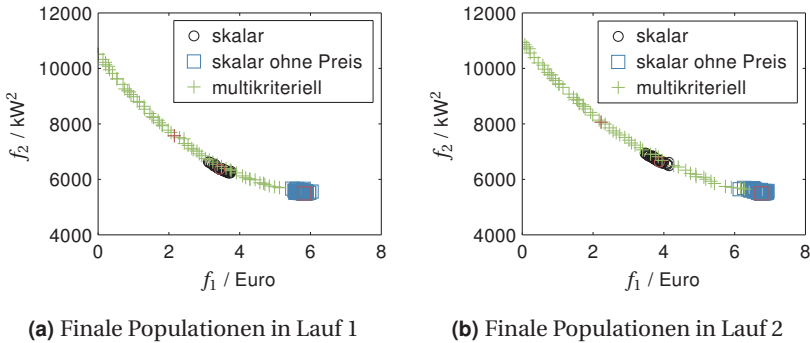 12000
10000
8000
6000
4000
f₂ / kW²
0
2
4
6
8
f₁ / Euro
skalar
skalar ohne Preis
multikriteriell
(a) Finale Populationen in Lauf 1
12000
10000
8000
6000
4000
f₂ / kW²
0
2
4
6
8
f₁ / Euro
skalar
skalar ohne Preis
multikriteriell
(b) Finale Populationen in Lauf 2